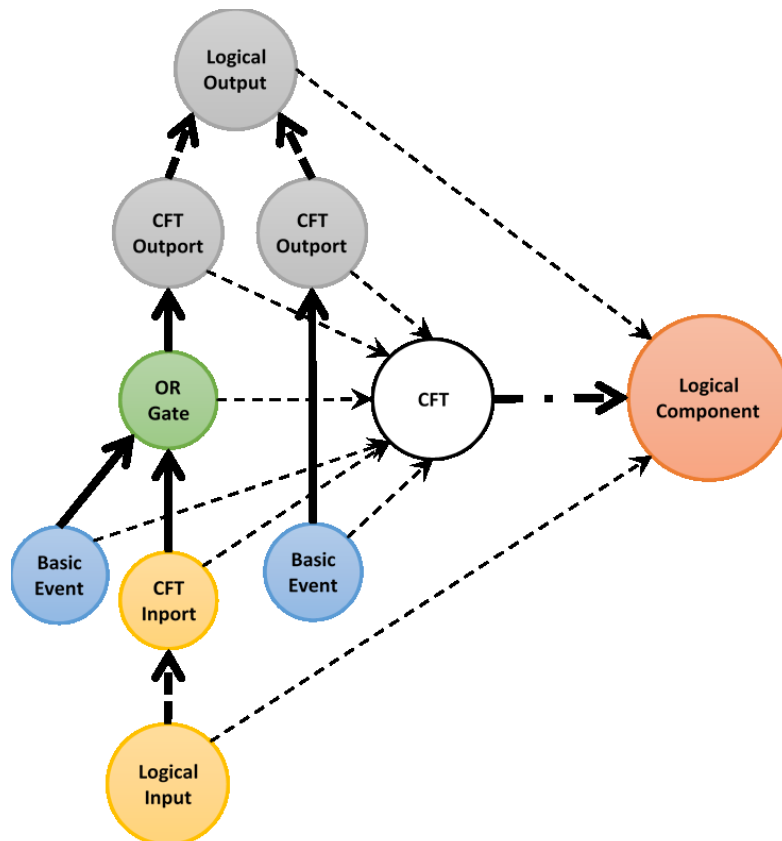 Logical
Output
CFT
Outport
CFT
Outport
OR
Gate
CFT
Logical
Component
Basic
Event
CFT
Inport
Basic
Event
Logical
Input